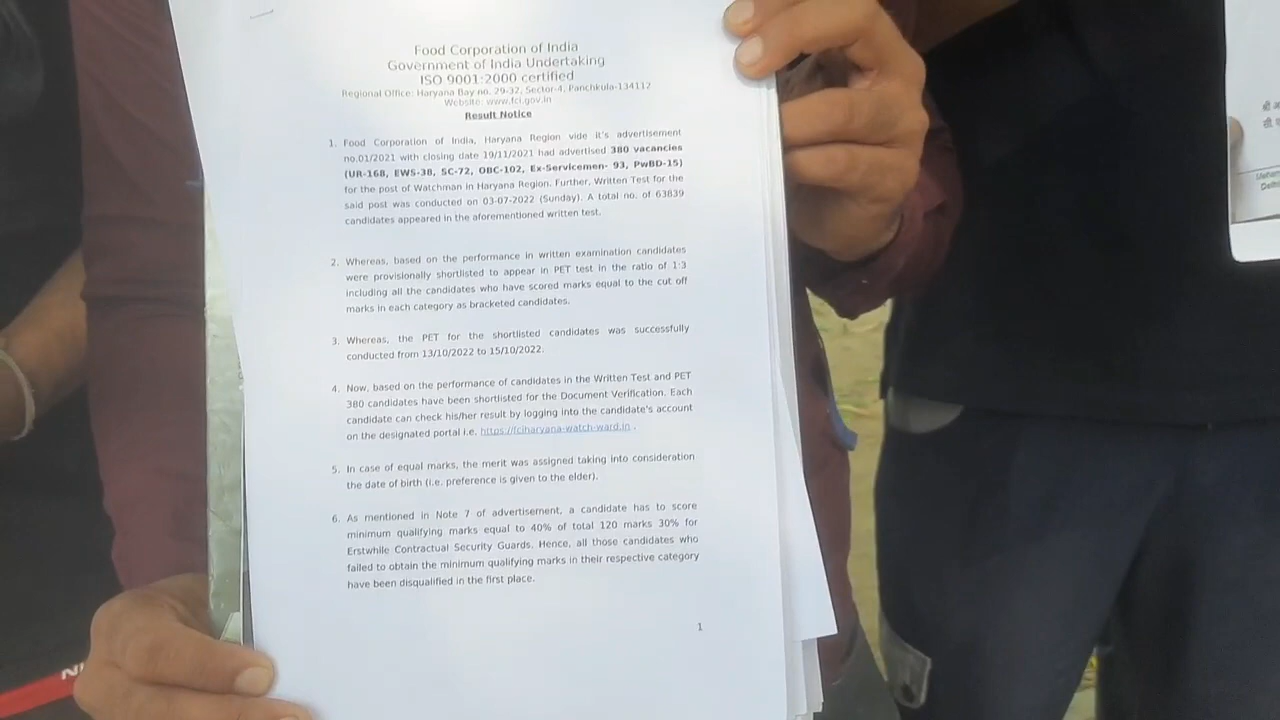 Food Corporation of India
Government of India Undertaking
ISO 9001:2000 certified
Regional Office: Haryana Bay no. 29-32, Sector-4, Panchkula-134112
Website: www.fci.gov.in
Result Notice
1. Food Corporation of India, Haryana Region vide it's advertisement
no.01/2021 with closing date 19/11/2021 had advertised 380 vacancies
(UR-168, EWS-38, SC-72, OBC-102, Ex-Servicemen- 93, PwBD-15)
for the post of Watchman in Haryana Region. Further, Written Test for the
said post was conducted on 03-07-2022 (Sunday). A total no. of 63839
candidates appeared in the aforementioned written test.
2. Whereas, based on the performance in written examination candidates
were provisionally shortlisted to appear in PET test in the ratio of 1:3
including all the candidates who have scored marks equal to the cut off
marks in each category as bracketed candidates.
3. Whereas, the PET for the shortlisted candidates was successfully
conducted from 13/10/2022 to 15/10/2022.
4. Now, based on the performance of candidates in the Written Test and PET
380 candidates have been shortlisted for the Document Verification. Each
candidate can check his/her result by logging into the candidate's account
on the designated portal i.e. https://fciharyana-watch-ward.in .
5. In case of equal marks, the merit was assigned taking into consideration
the date of birth (i.e. preference is given to the elder).
6. As mentioned in Note 7 of advertisement, a candidate has to score
minimum qualifying marks equal to 40% of total 120 marks 30% for
Erstwhile Contractual Security Guards. Hence, all those candidates who
failed to obtain the minimum qualifying marks in their respective category
have been disqualified in the first place.
1